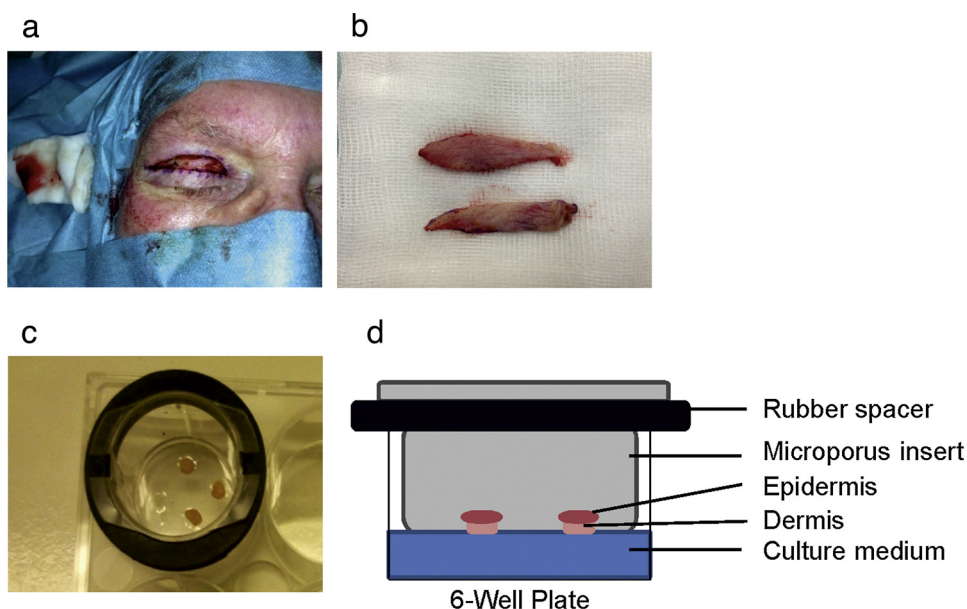 a
b
c
d
Rubber spacer
Microporus insert
Epidermis
Dermis
Culture medium
6-Well Plate